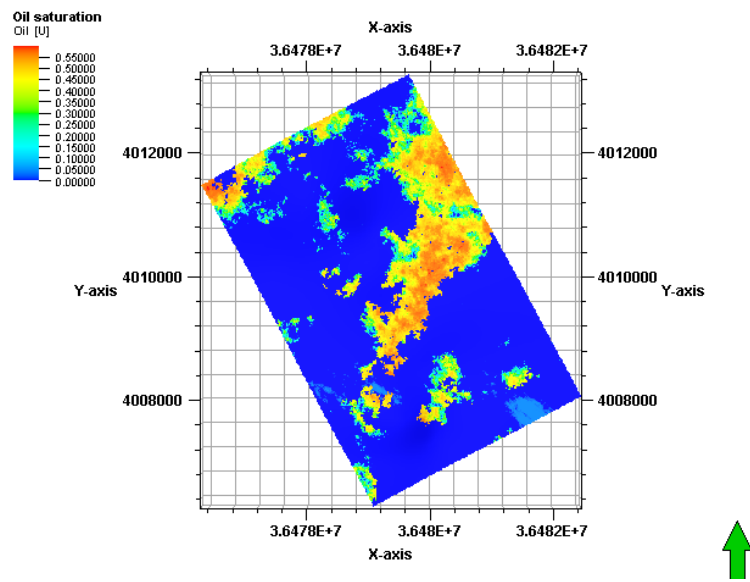 Oil saturation
Oil [U]
0.55000
0.50000
0.45000
0.40000
0.35000
0.30000
0.25000
0.20000
0.15000
0.10000
0.05000
0.00000
X-axis
3.6478E+7 3.648E+7 3.6482E+7
4012000 4012000
4010000 4010000
Y-axis Y-axis
4008000 4008000
3.6478E+7 3.648E+7 3.6482E+7
X-axis